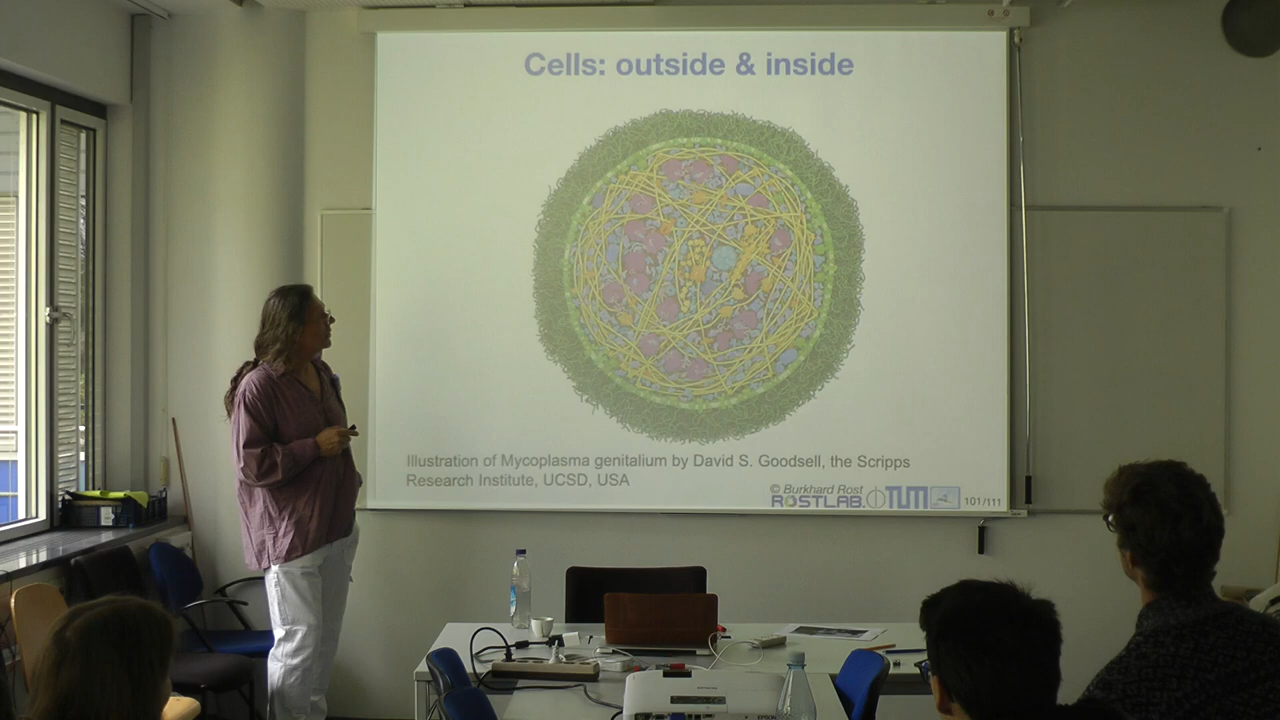 Cells: outside & inside
Illustration of Mycoplasma genitalium by David S. Goodsell, the Scripps
Research Institute, UCSD, USA
© Burkhard Rost
ROSTLAB. TUM 101/111
EPSON